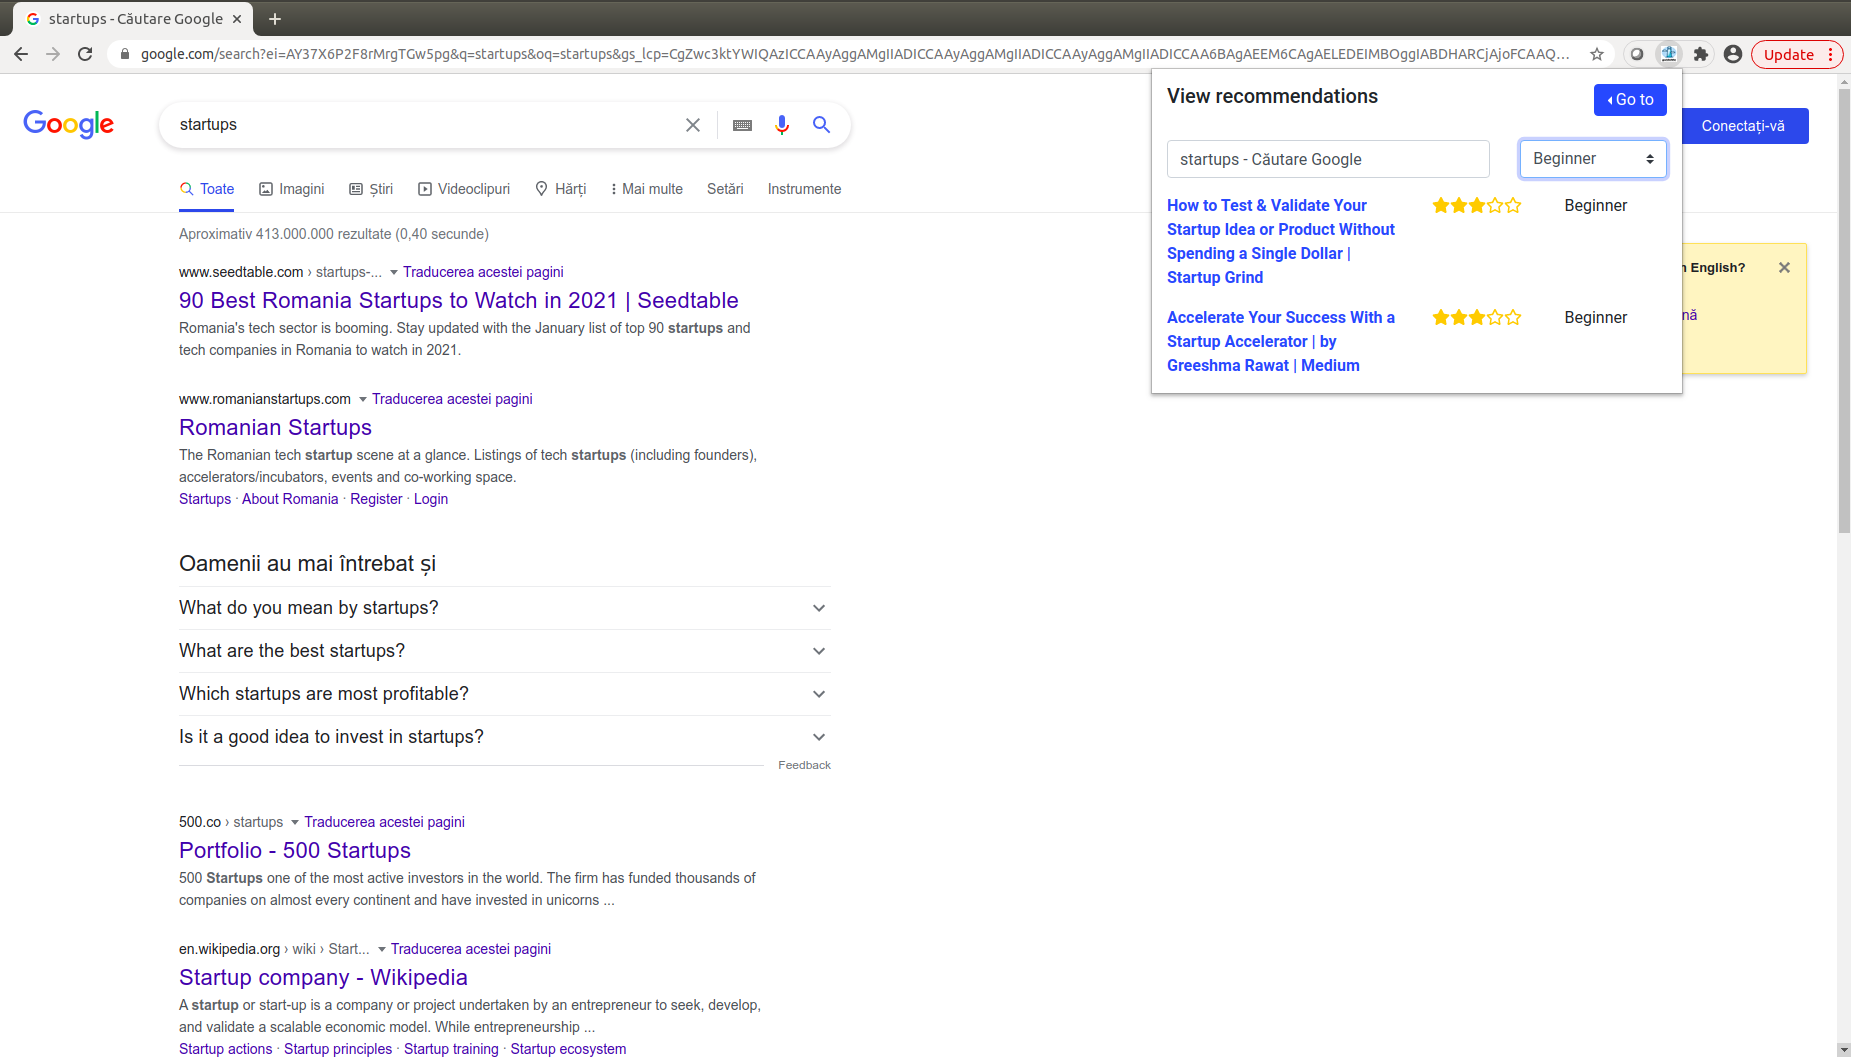 startups - Căutare Google
google.com/search?ei=AY37X6P2F8rMrgTGw5pg&q=startups&oq=startups&gs_lcp=CgZwc3ktYWIQAzICCAAyAggAMgIIADICCAAyAggAMgIIADICCAAyAggAMgIIADICCAA6BAgAEEM6CAgAELEDEIMBOggIABDHARCjAjoFCAAQ...
Update
Google
startups
Conectați-vă
Toate
Imagini
Știri
Videoclipuri
Hărți
Mai multe
Setări
Instrumente
Aproximativ 413.000.000 rezultate (0,40 secunde)
www.seedtable.com › startups-... Traducerea acestei pagini
90 Best Romania Startups to Watch in 2021 | Seedtable
Romania's tech sector is booming. Stay updated with the January list of top 90 startups and
tech companies in Romania to watch in 2021.
www.romanianstartups.com Traducerea acestei pagini
Romanian Startups
The Romanian tech startup scene at a glance. Listings of tech startups (including founders),
accelerators/incubators, events and co-working space.
Startups · About Romania · Register · Login
Oamenii au mai întrebat și
What do you mean by startups?
What are the best startups?
Which startups are most profitable?
Is it a good idea to invest in startups?
Feedback
500.co › startups Traducerea acestei pagini
Portfolio - 500 Startups
500 Startups one of the most active investors in the world. The firm has funded thousands of
companies on almost every continent and have invested in unicorns ...
en.wikipedia.org › wiki › Start... Traducerea acestei pagini
Startup company - Wikipedia
A startup or start-up is a company or project undertaken by an entrepreneur to seek, develop,
and validate a scalable economic model. While entrepreneurship ...
Startup actions · Startup principles · Startup training · Startup ecosystem
View recommendations
Go to
startups - Căutare Google
Beginner
How to Test & Validate Your
Startup Idea or Product Without
Spending a Single Dollar |
Startup Grind
Beginner
Accelerate Your Success With a
Startup Accelerator | by
Greeshma Rawat | Medium
Beginner
English?
nă